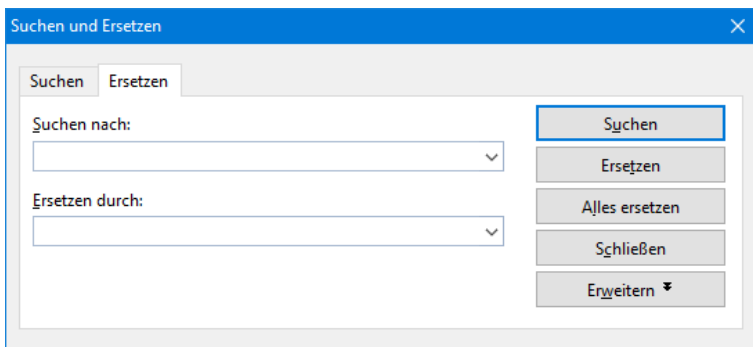 Suchen und Ersetzen
Suchen
Ersetzen
Suchen nach:
Ersetzen durch:
Suchen
Ersetzen
Alles ersetzen
Schließen
Erweitern